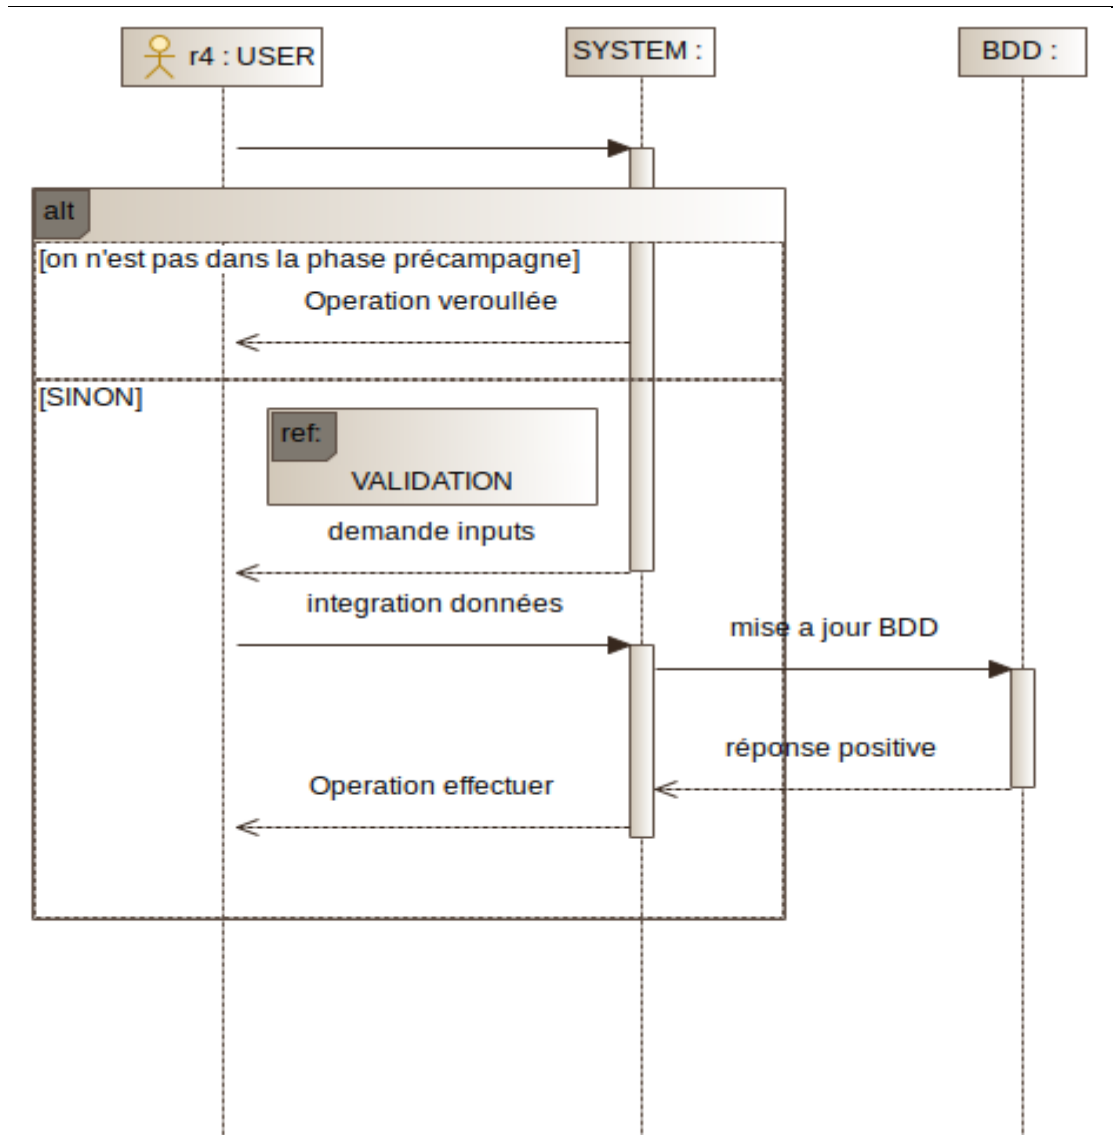 r4 : USER
SYSTEM :
BDD :
alt
[on n'est pas dans la phase précampagne]
Operation veroullée
[SINON]
ref:
VALIDATION
demande inputs
integration données
mise a jour BDD
réponse positive
Operation effectuer